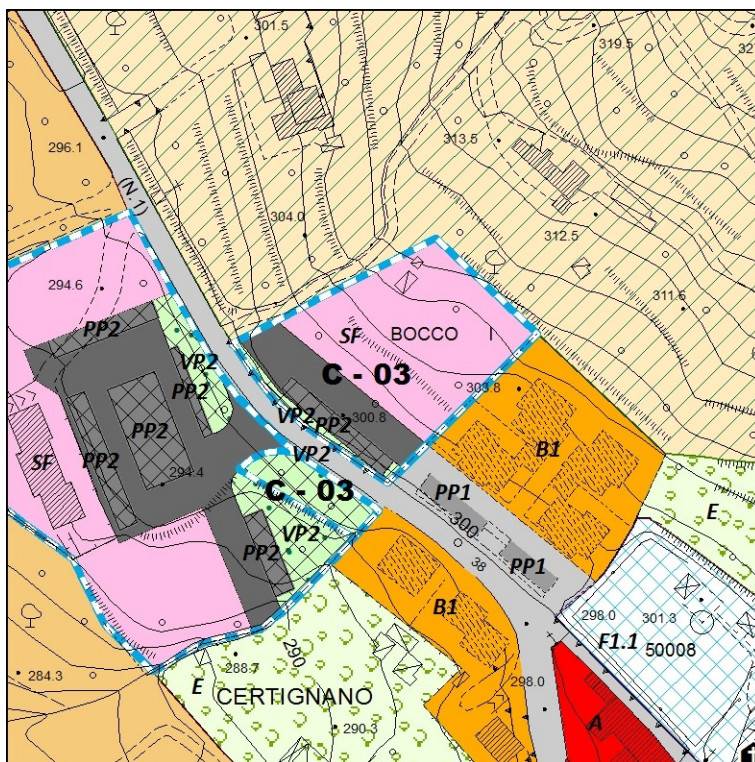 301.5
319.5
32
296.1
(N.1)
313.5
304.0
312.5
294.6
311.6
PP2
SF
BOCCO I
VP2
PP2
C - 03
303.8
VP2
300.8
PP2
PP2
B1
VP2
SF
PP2
294.4
C - 03
PP1
E
300
PP2
VP2
38
PP1
298.0
301.3
B1
F1.1
50008
290
288.7
284.3
E
CERTIGNANO
298.0
A
290.3